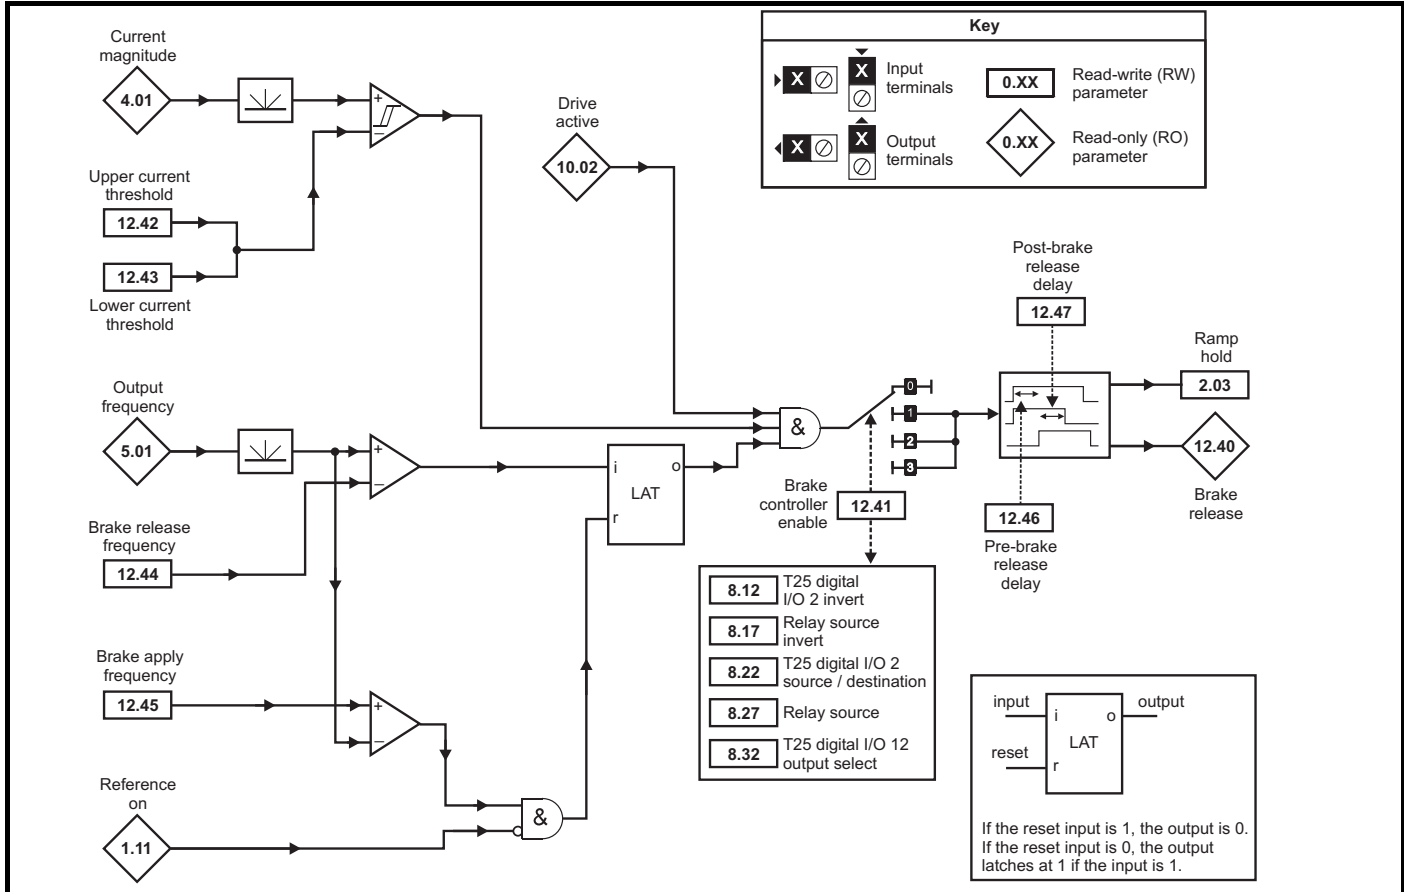 Current
magnitude
4.01
+
−
Upper current
threshold
12.42
12.43
Lower current
threshold
Drive
active
10.02
Key
X
X
Input
terminals
X
X
Output
terminals
0.XX
Read-write (RW)
parameter
0.XX
Read-only (RO)
parameter
Output
frequency
5.01
+
−
Brake release
frequency
12.44
Brake apply
frequency
12.45
+
−
Reference
on
1.11
&
i
o
LAT
r
&
0
1
2
3
Brake
controller
enable
12.41
8.12
T25 digital
I/O 2 invert
8.17
Relay source
invert
8.22
T25 digital I/O 2
source / destination
8.27
Relay source
8.32
T25 digital I/O 12
output select
Post-brake
release
delay
12.47
12.46
Pre-brake
release
delay
Ramp
hold
2.03
12.40
Brake
release
input
i
o
output
LAT
reset
r
If the reset input is 1, the output is 0.
If the reset input is 0, the output
latches at 1 if the input is 1.